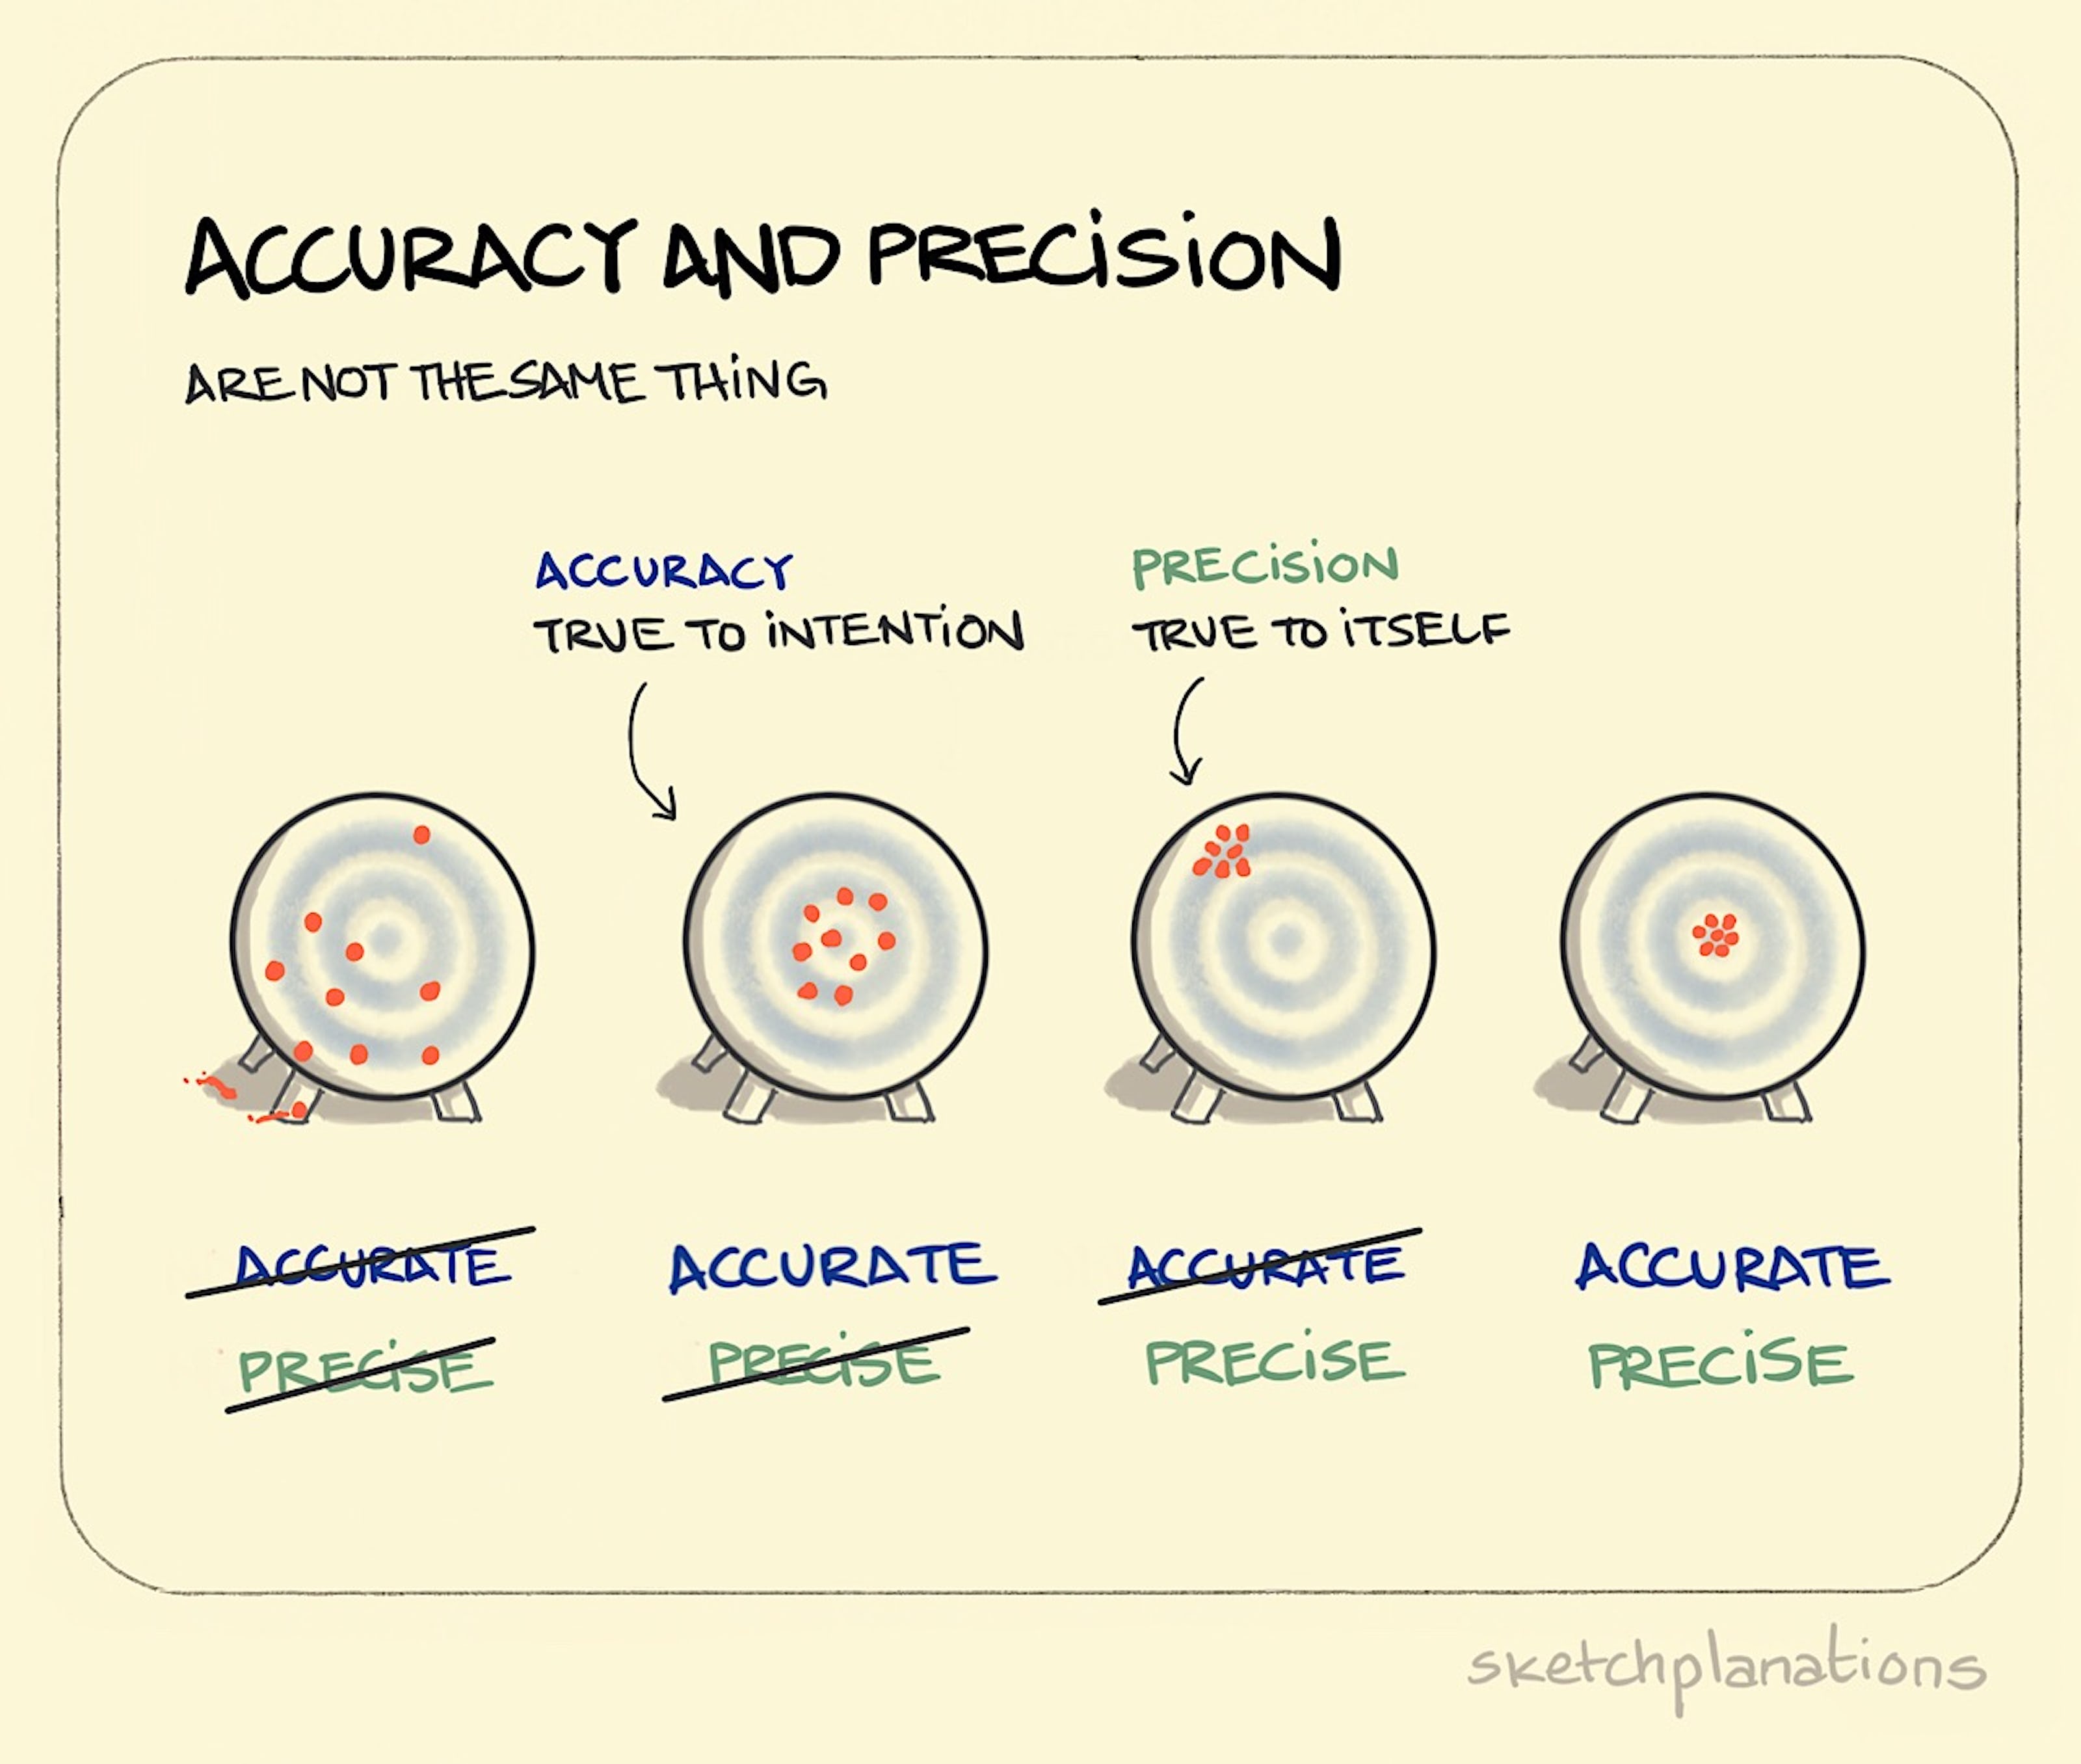 ACCURACY AND PRECISION
ARE NOT THE SAME THING
ACCURACY
TRUE TO INTENTION
PRECISION
TRUE TO ITSELF
ACCURATE
PRECISE
ACCURATE
PRECISE
ACCURATE
PRECISE
ACCURATE
PRECISE
sketchplanations